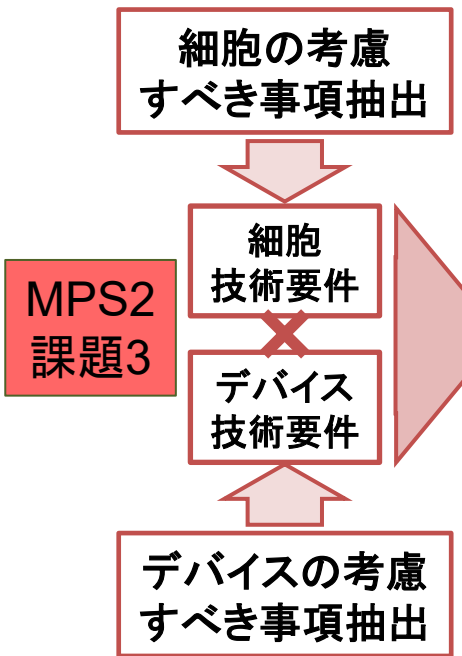 細胞の考慮
すべき事項抽出
細胞
技術要件
MPS2
課題3
デバイス
技術要件
デバイスの考慮
すべき事項抽出